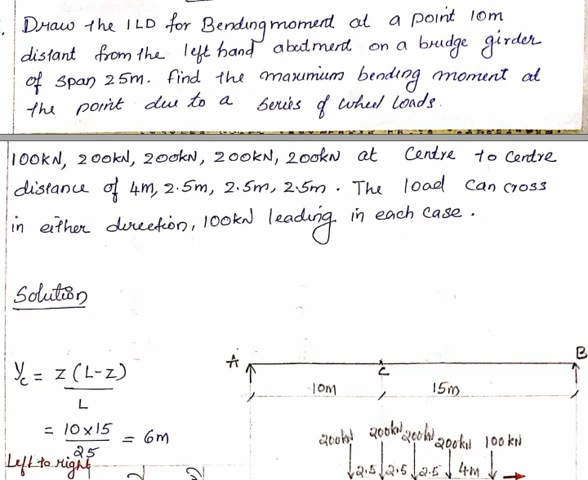 Draw the ILD for Bending moment at a point 10m
distant from the left hand abutment on a bridge girder
of span 25m. Find the maximum bending moment at
the point due to a series of wheel loads.
100KN, 200KN, 200KN, 200KN, 200KN at Centre to Centre
distance of 4m, 2.5m, 2.5m, 2.5m. The load can cross
in either direction, 100KN leading in each case.
Solution
Yc = Z(L-Z)
L
= 10×15
25
= 6m
Left to right
A C B
10m 15m
200KN 200KN 200KN 200KN 100KN
2.5 2.5 2.5 4m